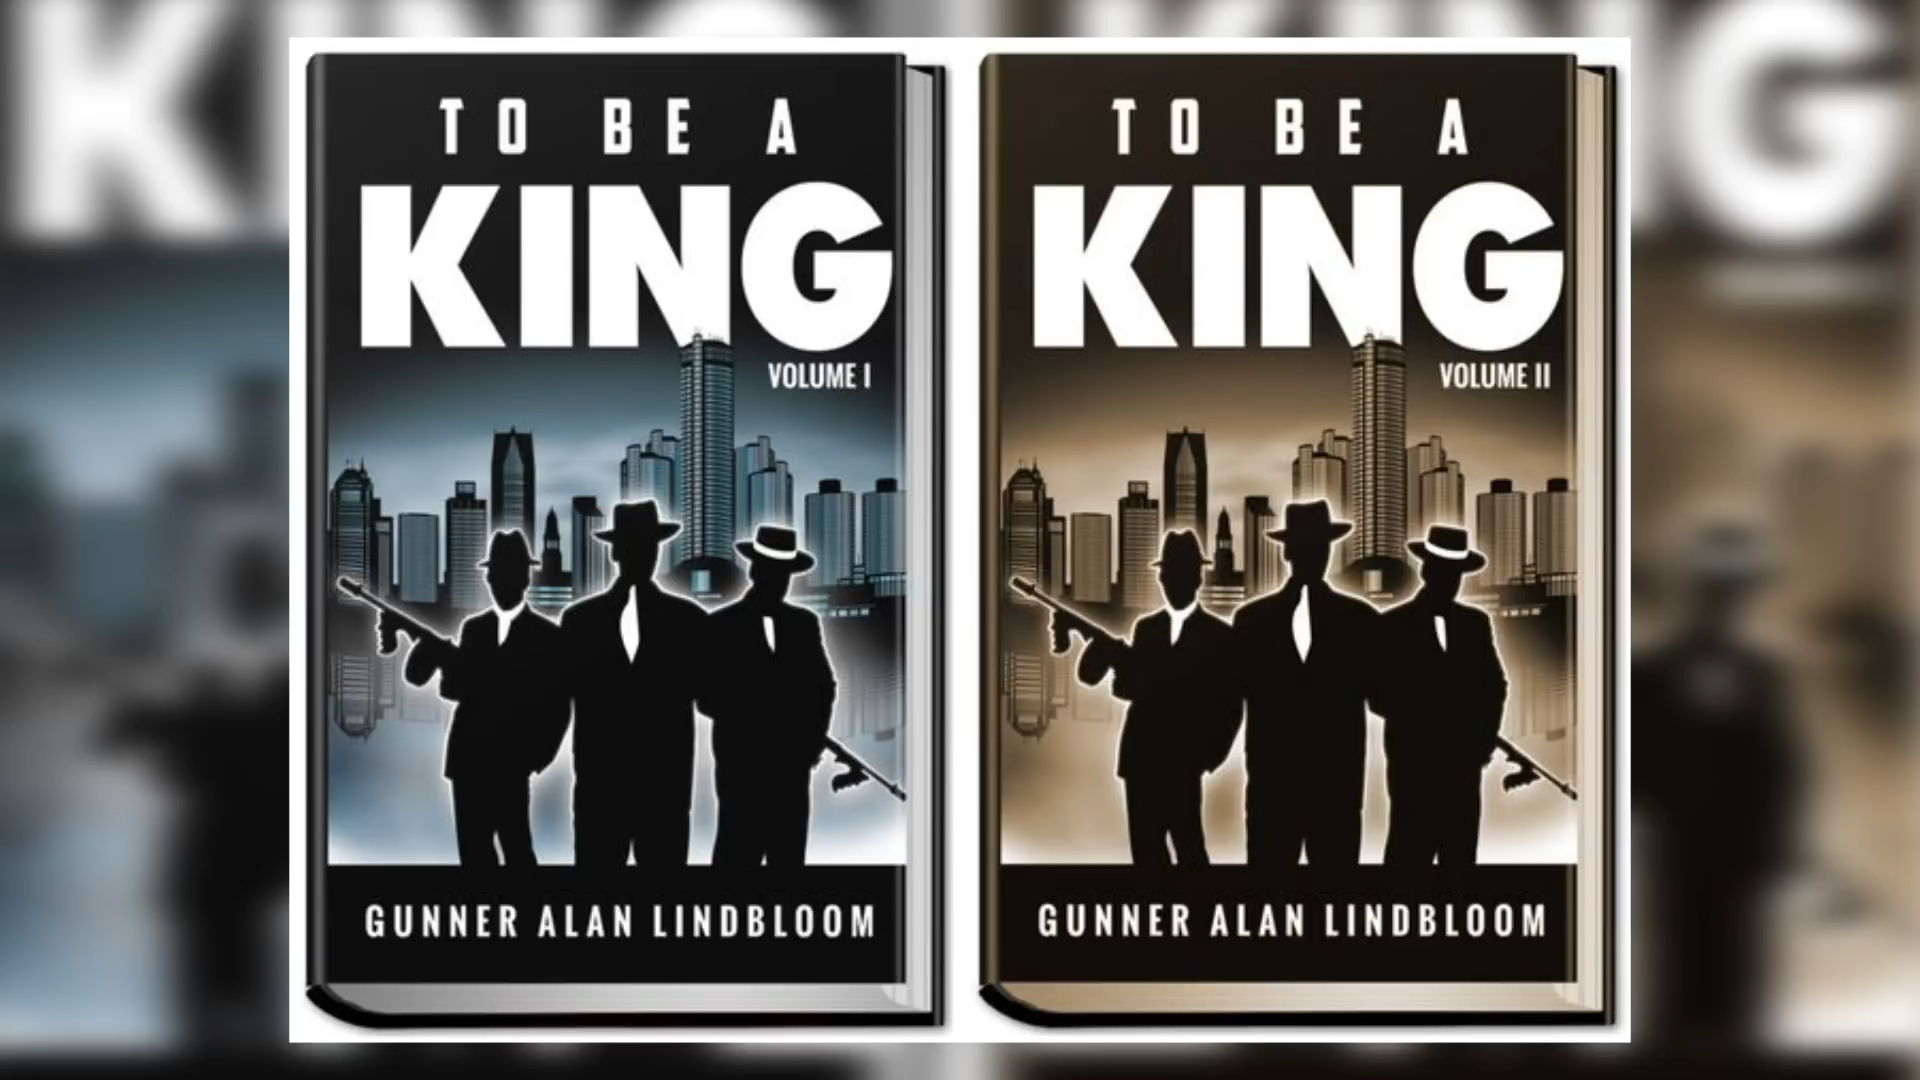 TO BE A
KING
VOLUME I
GUNNER ALAN LINDBLOOM
TO BE A
KING
VOLUME II
GUNNER ALAN LINDBLOOM